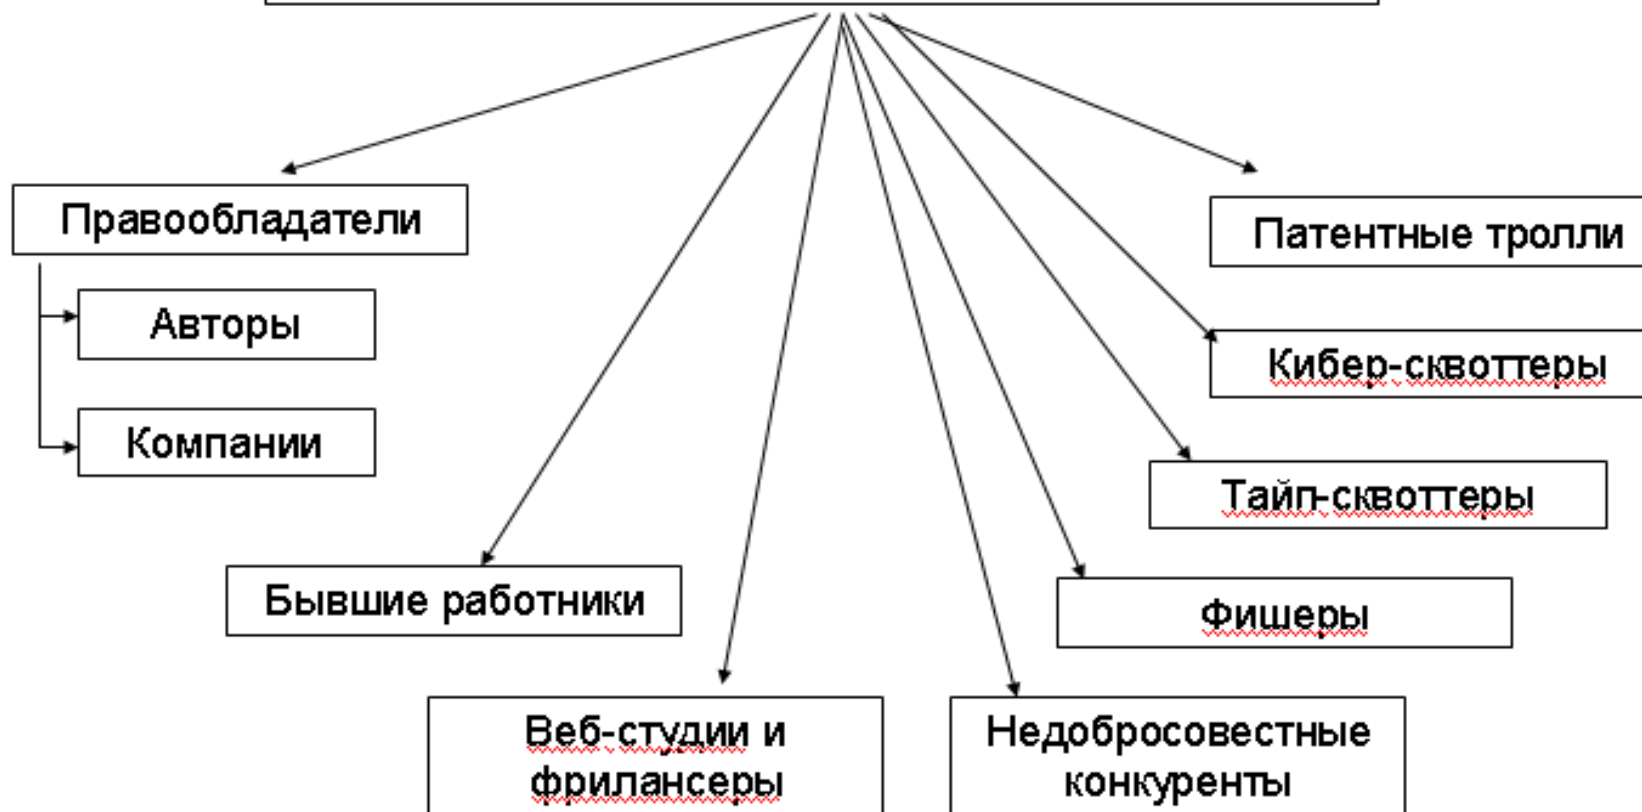 Правообладатели
Авторы
Компании
Бывшие работники
Веб-студии и
фрилансеры
Недобросовестные
конкуренты
Фишеры
Тайп-сквоттеры
Кибер-сквоттеры
Патентные тролли